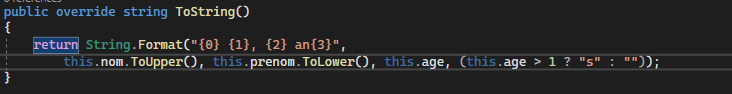 public override string ToString()
{
return String.Format("{0} {1}, {2} an{3}",
this.nom.ToUpper(), this.prenom.ToLower(), this.age, (this.age > 1 ? "s" : ""));
}